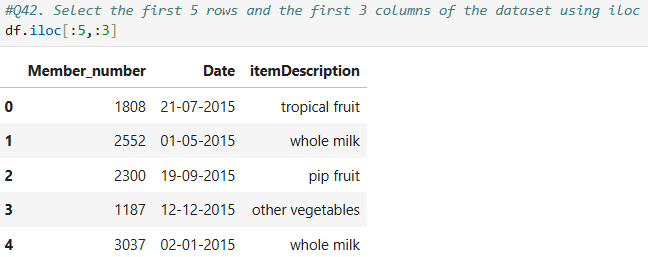 #Q42. Select the first 5 rows and the first 3 columns of the dataset using iloc
df.iloc[:5,:3]
Member_number Date itemDescription
0 1808 21-07-2015 tropical fruit
1 2552 01-05-2015 whole milk
2 2300 19-09-2015 pip fruit
3 1187 12-12-2015 other vegetables
4 3037 02-01-2015 whole milk